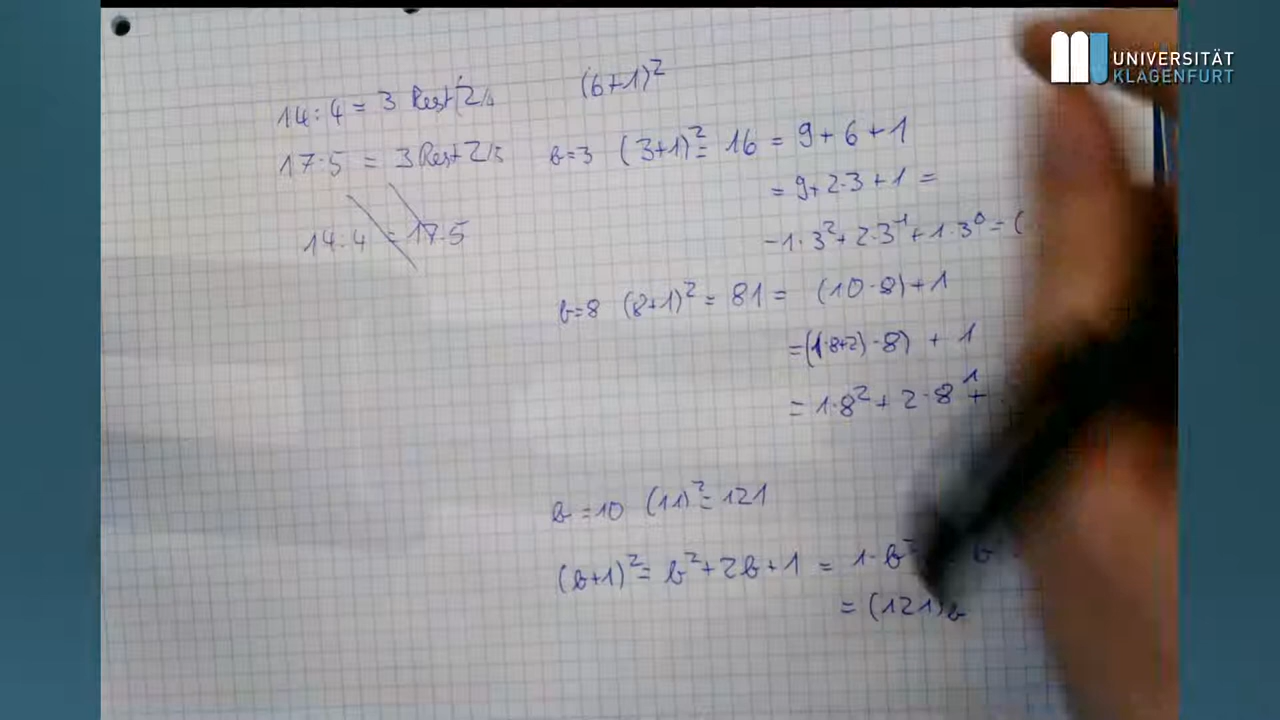 UNIVERSITÄT
KLAGENFURT
14:4 = 3 Rest 2
17:5 = 3 Rest 2
14:4 = 17:5
(b+1)²
b=3 (3+1)² = 16 = 9+6+1
= 9+2·3+1 =
=1·3²+2·3¹+1·3⁰=(
b=8 (8+1)² = 81 = (10·8)+1
=((1·8+2)·8) + 1
= 1·8²+2·8¹+
b=10 (11)²=121
(b+1)²= b²+2b+1 = 1·b² b
= (121)b